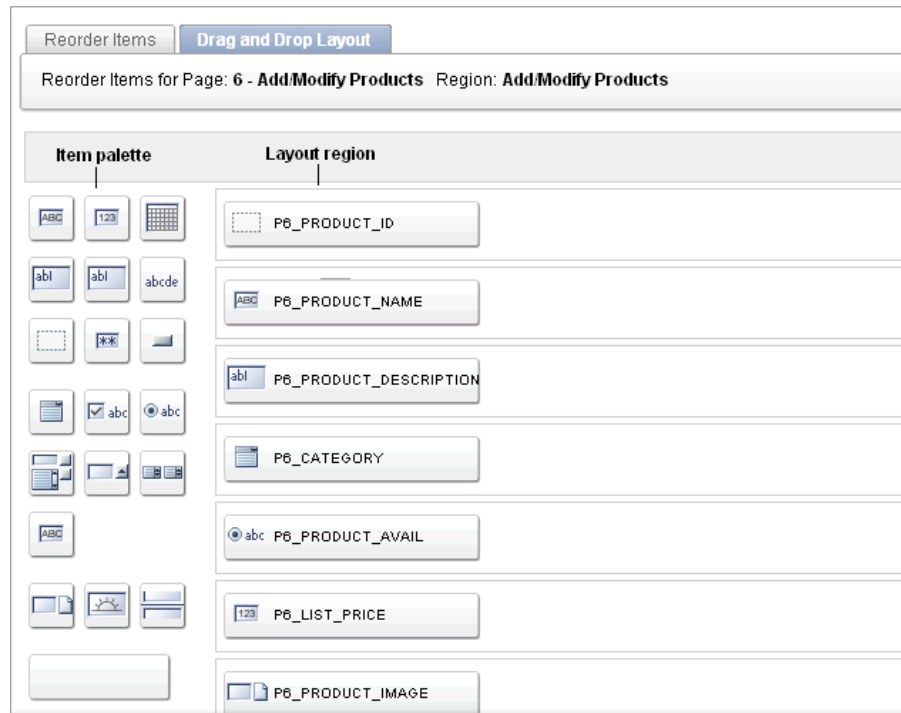 Reorder Items
Drag and Drop Layout
Reorder Items for Page: 6 - Add/Modify Products Region: Add/Modify Products
Item palette
Layout region
ABC
123
P6_PRODUCT_ID
abl
abl
abcde
ABC P6_PRODUCT_NAME
**
abl P6_PRODUCT_DESCRIPTION
abc
abc
P6_CATEGORY
ABC
abc P6_PRODUCT_AVAIL
123 P6_LIST_PRICE
P6_PRODUCT_IMAGE